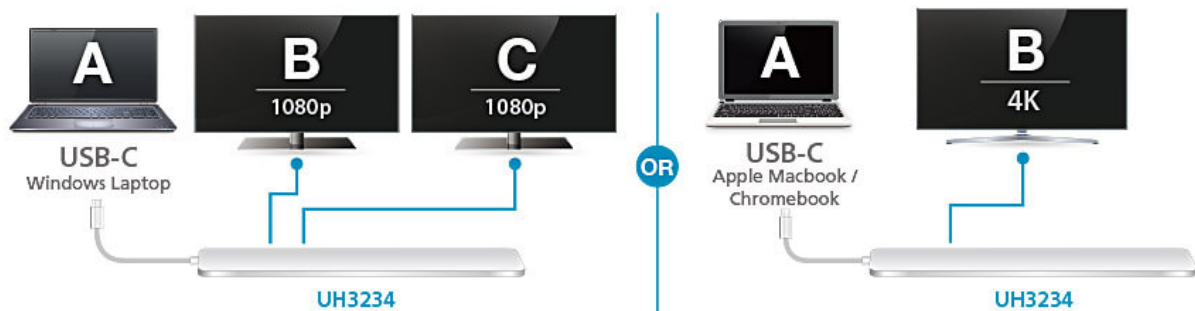 A
B
1080p
C
1080p
USB-C
Windows Laptop
UH3234
OR
A
B
4K
USB-C
Apple Macbook /
Chromebook
UH3234